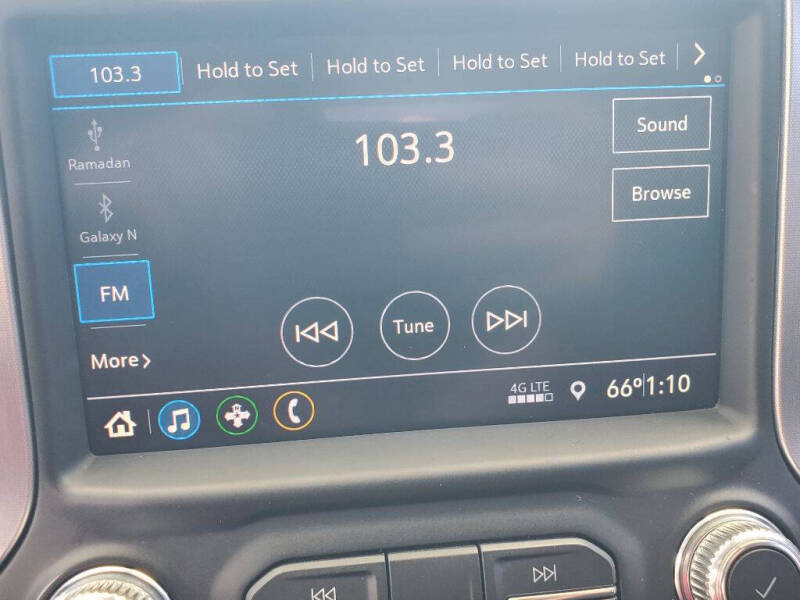 103.3 Hold to Set Hold to Set Hold to Set Hold to Set
103.3
Sound
Ramadan
Browse
Galaxy N
FM
Tune
More
4G LTE
66º 1:10